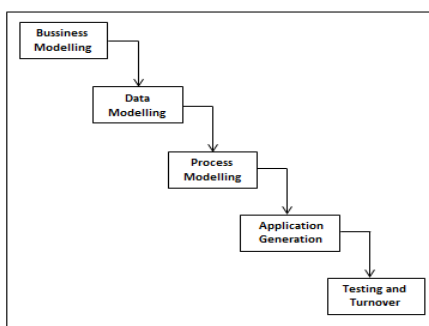 Bussiness
Modelling
Data
Modelling
Process
Modelling
Application
Generation
Testing and
Turnover